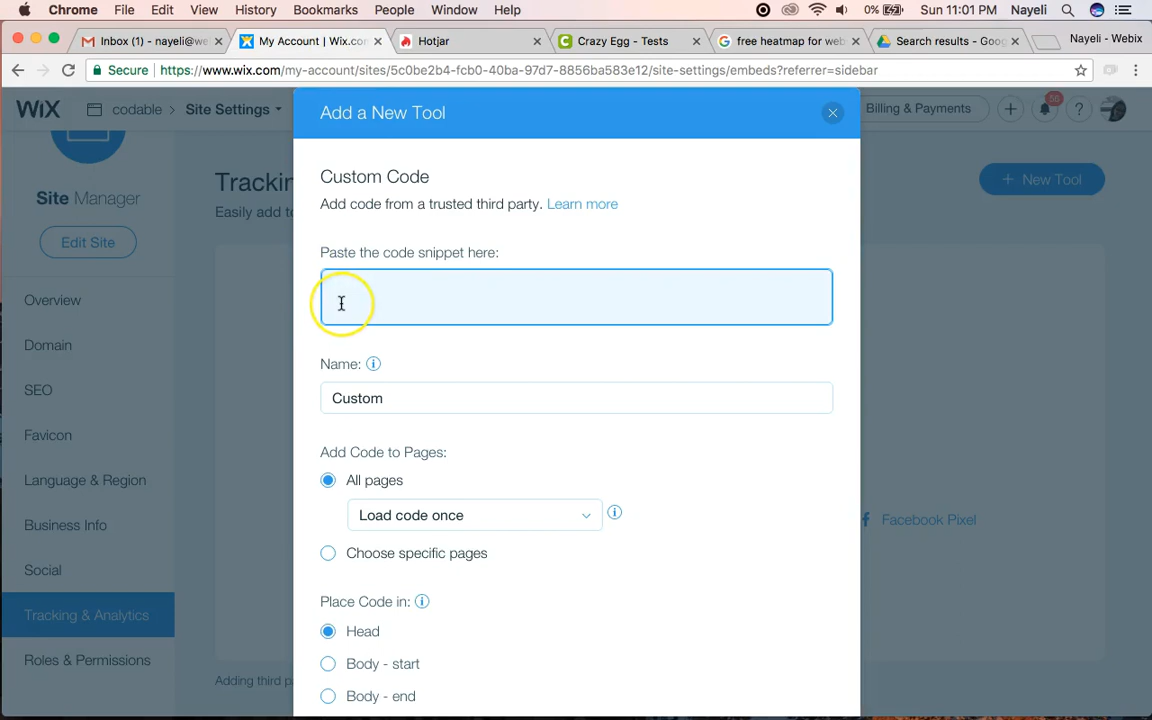 Chrome File Edit View History Bookmarks People Window Help 0% Sun 11:01 PM Nayeli
Inbox (1) - nayeli@we × My Account | Wix.com × Hotjar × Crazy Egg - Tests × free heatmap for web × Search results - Goog × Nayeli - Webix
Secure | https://www.wix.com/my-account/sites/5c0be2b4-fcb0-40ba-97d7-8856ba583e12/site-settings/embeds?referrer=sidebar
WiX codable > Site Settings Billing & Payments + ?
Add a New Tool ×
Site Manager
Edit Site
Overview
Domain
SEO
Favicon
Language & Region
Business Info
Social
Tracking & Analytics
Roles & Permissions
Easily add to
+ New Tool
Custom Code
Add code from a trusted third party. Learn more
Paste the code snippet here:
Name: i
Custom
Add Code to Pages:
All pages
Load code once i
Choose specific pages
Place Code in: i
Head
Body - start
Body - end
Facebook Pixel
Adding third